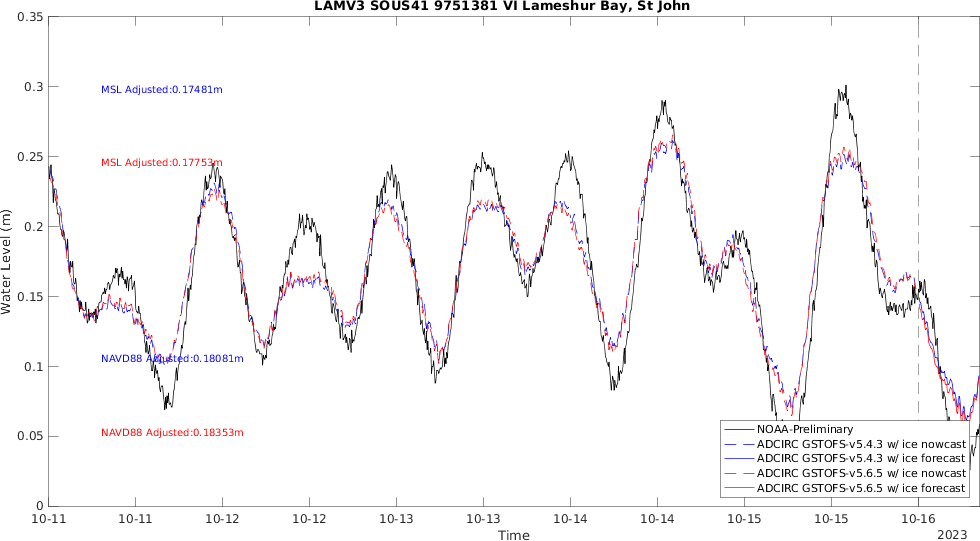 LAMV3 SOUS41 9751381 VI Lameshur Bay, St John
0.35
0.3
0.25
0.2
0.15
0.1
0.05
0
Water Level (m)
MSL Adjusted:0.17481m
MSL Adjusted:0.17753m
NAVD88 Adjusted:0.18081m
NAVD88 Adjusted:0.18353m
NOAA-Preliminary
ADCIRC GSTOFS-v5.4.3 w/ ice nowcast
ADCIRC GSTOFS-v5.4.3 w/ ice forecast
ADCIRC GSTOFS-v5.6.5 w/ ice nowcast
ADCIRC GSTOFS-v5.6.5 w/ ice forecast
10-11 10-11 10-12 10-12 10-13 10-13 10-14 10-14 10-15 10-15 10-16
Time
2023